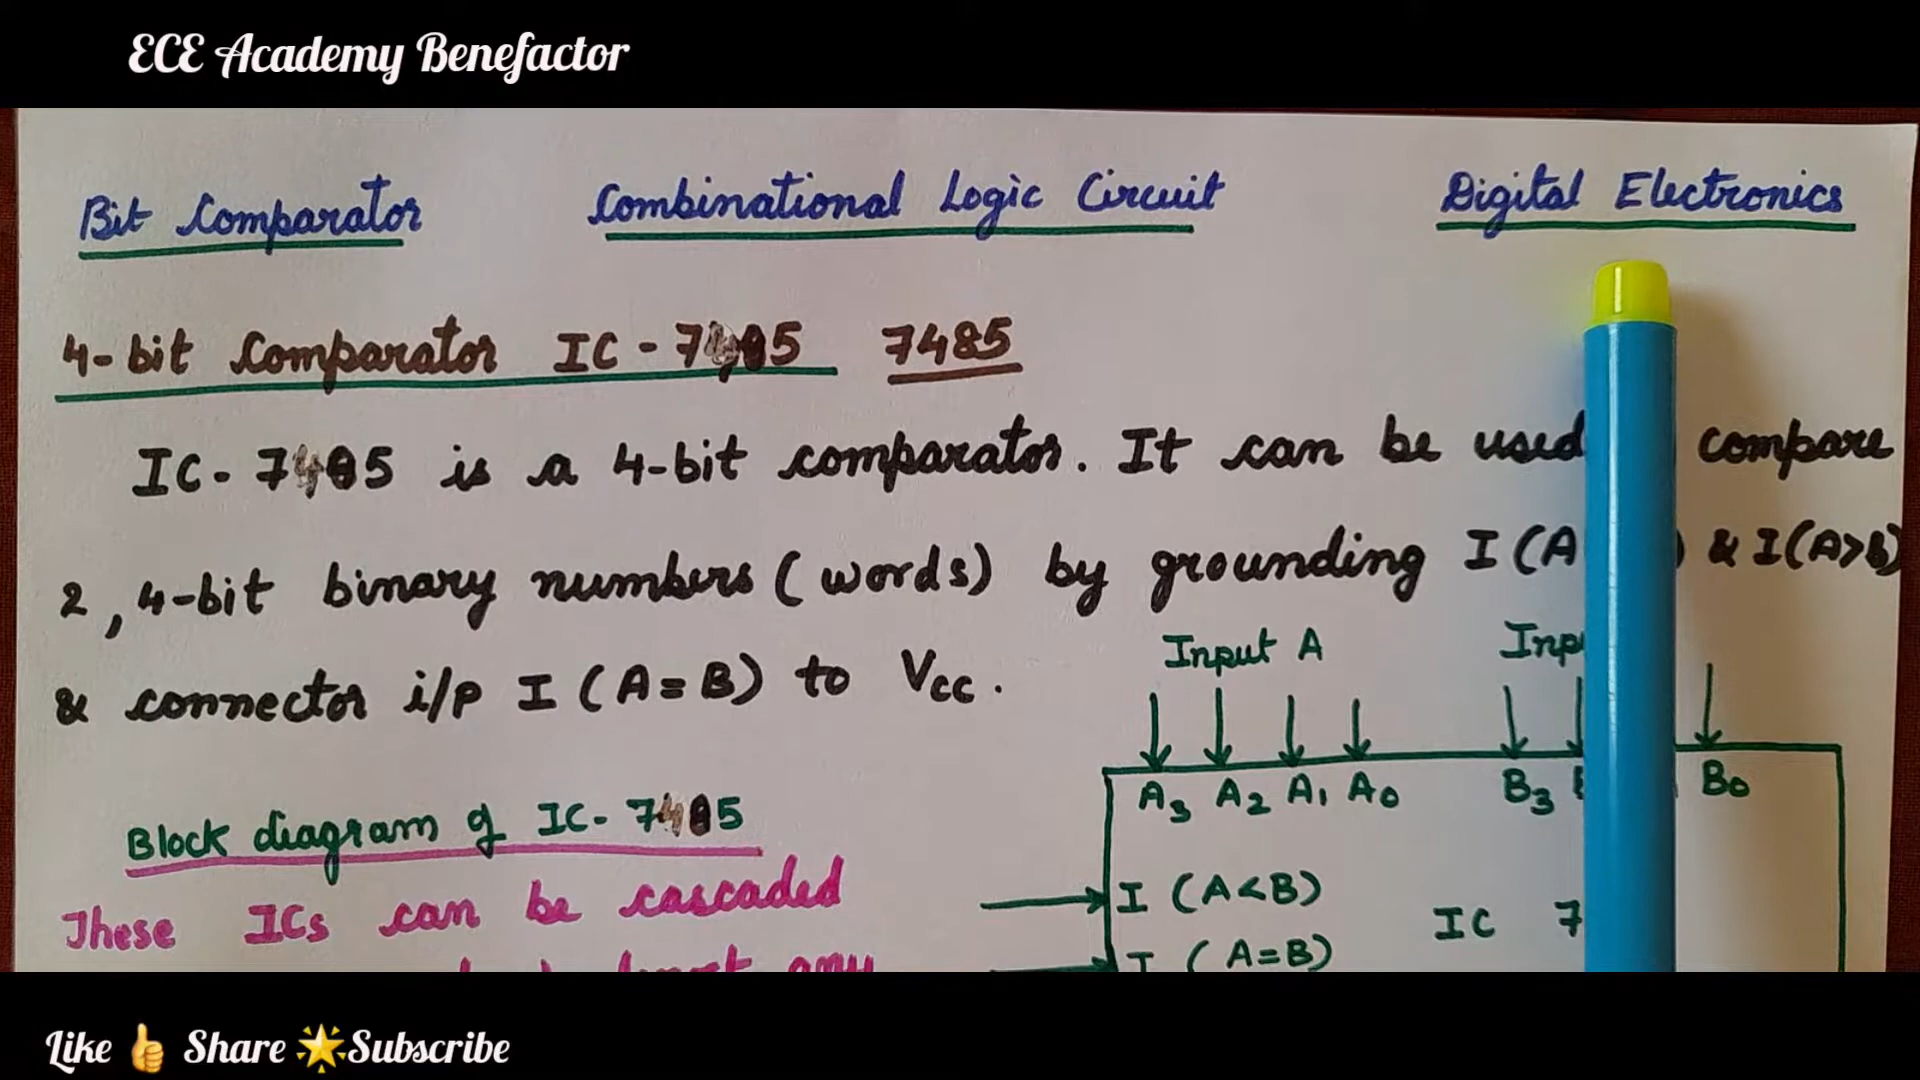 ECE Academy Benefactor
Bit Comparator Combinational Logic Circuit Digital Electronics
4-bit Comparator IC - 7485 7485
IC - 7485 is a 4-bit comparator. It can be used compare
2, 4-bit binary numbers (words) by grounding I (A ) & I(A>B)
& connector i/p I (A=B) to Vcc.
Input A Inp
A3 A2 A1 A0 B3 B0
Block diagram of IC- 7485
These ICs can be cascaded
I (A<B)
IC 7
I (A=B)
almost any
Like 👍 Share 🌟Subscribe